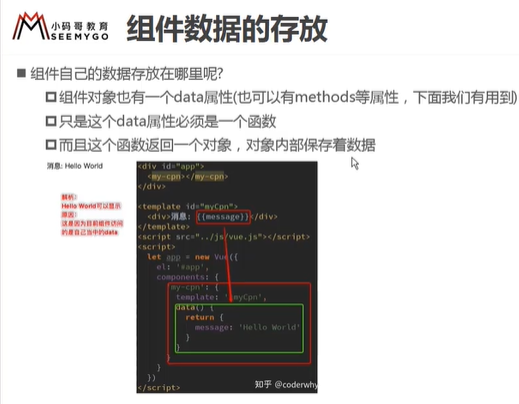 小码哥教育
SEEMYGO
组件数据的存放
组件自己的数据存放在哪里呢?
组件对象也有一个data属性(也可以有methods等属性，下面我们有用到)
只是这个data属性必须是一个函数
而且这个函数返回一个对象，对象内部保存着数据
消息: Hello World
解析:
Hello World可以显示
原因:
这是因为目前组件访问
的是自己当中的data
<div id="app">
<my-cpn></my-cpn>
</div>
<template id="myCpn">
<div>消息: {{message}}</div>
</template>
<script src="../js/vue.js"></script>
<script>
let app = new Vue({
el: '#app',
components: {
'my-cpn': {
template: '#myCpn',
data() {
return {
message: 'Hello World'
}
}
}
}
})
</script>
知乎 @coderwhy